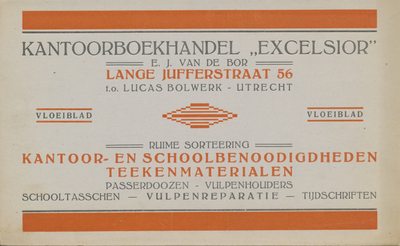 KANTOORBOEKHANDEL „EXCELSIOR"
E. J. VAN DE BOR
LANGE JUFFERSTRAAT 56
t.o. LUCAS BOLWERK - UTRECHT
VLOEIBLAD
VLOEIBLAD
RUIME SORTEERING
KANTOOR- EN SCHOOLBENOODIGDHEDEN
TEEKENMATERIALEN
PASSERDOOZEN - VULPENHOUDERS
SCHOOLTASSCHEN — VULPENREPARATIE — TIJDSCHRIFTEN